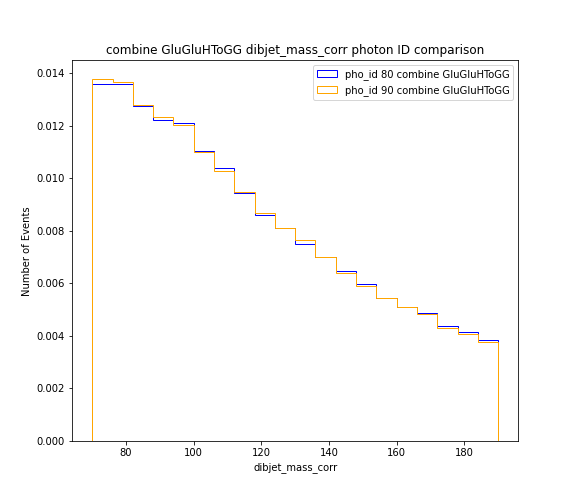 combine GluGluHToGG dibjet_mass_corr photon ID comparison
pho_id 80 combine GluGluHToGG
pho_id 90 combine GluGluHToGG
Number of Events
0.014
0.012
0.010
0.008
0.006
0.004
0.002
0.000
80 100 120 140 160 180
dibjet_mass_corr